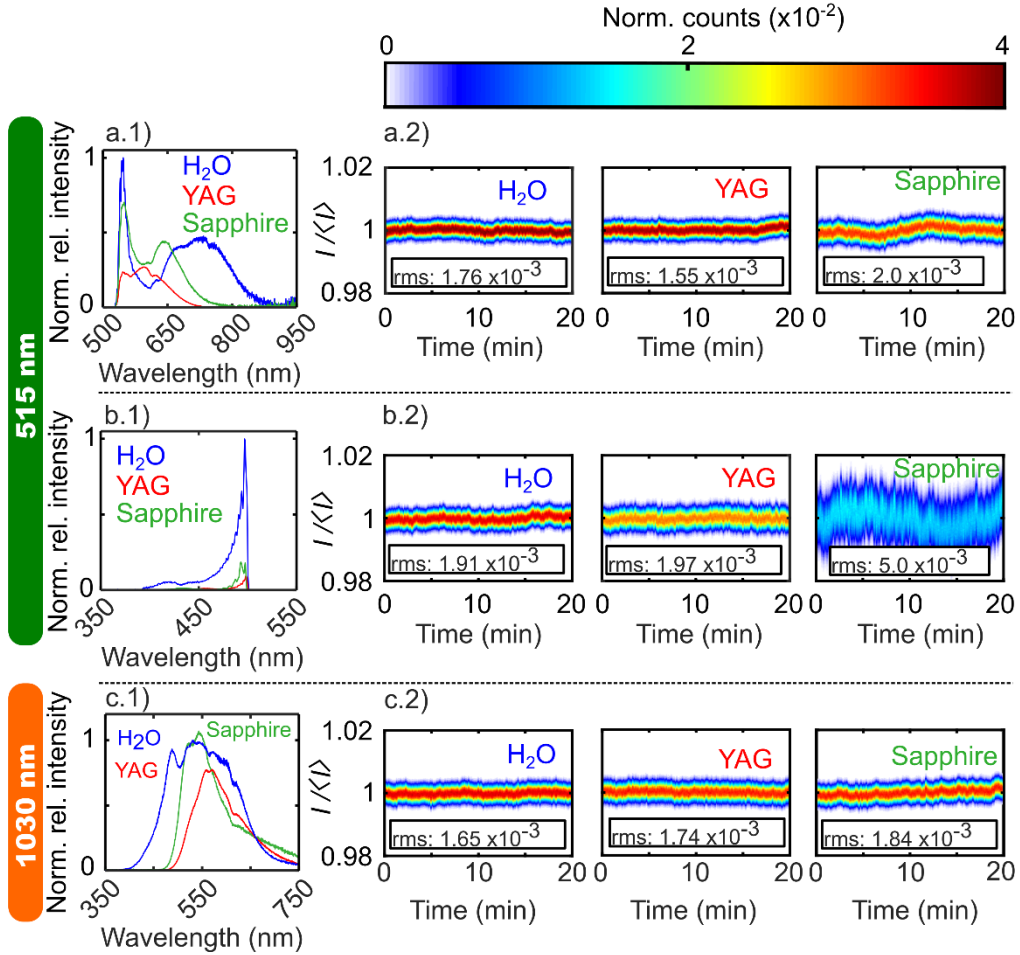 Norm. counts (x10⁻²)
0 2 4
515 nm
a.1)
Norm. rel. intensity
1
0
H₂O
YAG
Sapphire
500 650 800 950
Wavelength (nm)
a.2)
I /⟨I⟩
1.02
1
0.98
H₂O
rms: 1.76 x10⁻³
0 10 20
Time (min)
YAG
rms: 1.55 x10⁻³
0 10 20
Time (min)
Sapphire
rms: 2.0 x10⁻³
0 10 20
Time (min)
b.1)
Norm. rel. intensity
1
0
H₂O
YAG
Sapphire
350 450 550
Wavelength (nm)
b.2)
I /⟨I⟩
1.02
1
0.98
H₂O
rms: 1.91 x10⁻³
0 10 20
Time (min)
YAG
rms: 1.97 x10⁻³
0 10 20
Time (min)
Sapphire
rms: 5.0 x10⁻³
0 10 20
Time (min)
1030 nm
c.1)
Norm. rel. intensity
1
0
H₂O
YAG
Sapphire
350 550 750
Wavelength (nm)
c.2)
I /⟨I⟩
1.02
1
0.98
H₂O
rms: 1.65 x10⁻³
0 10 20
Time (min)
YAG
rms: 1.74 x10⁻³
0 10 20
Time (min)
Sapphire
rms: 1.84 x10⁻³
0 10 20
Time (min)